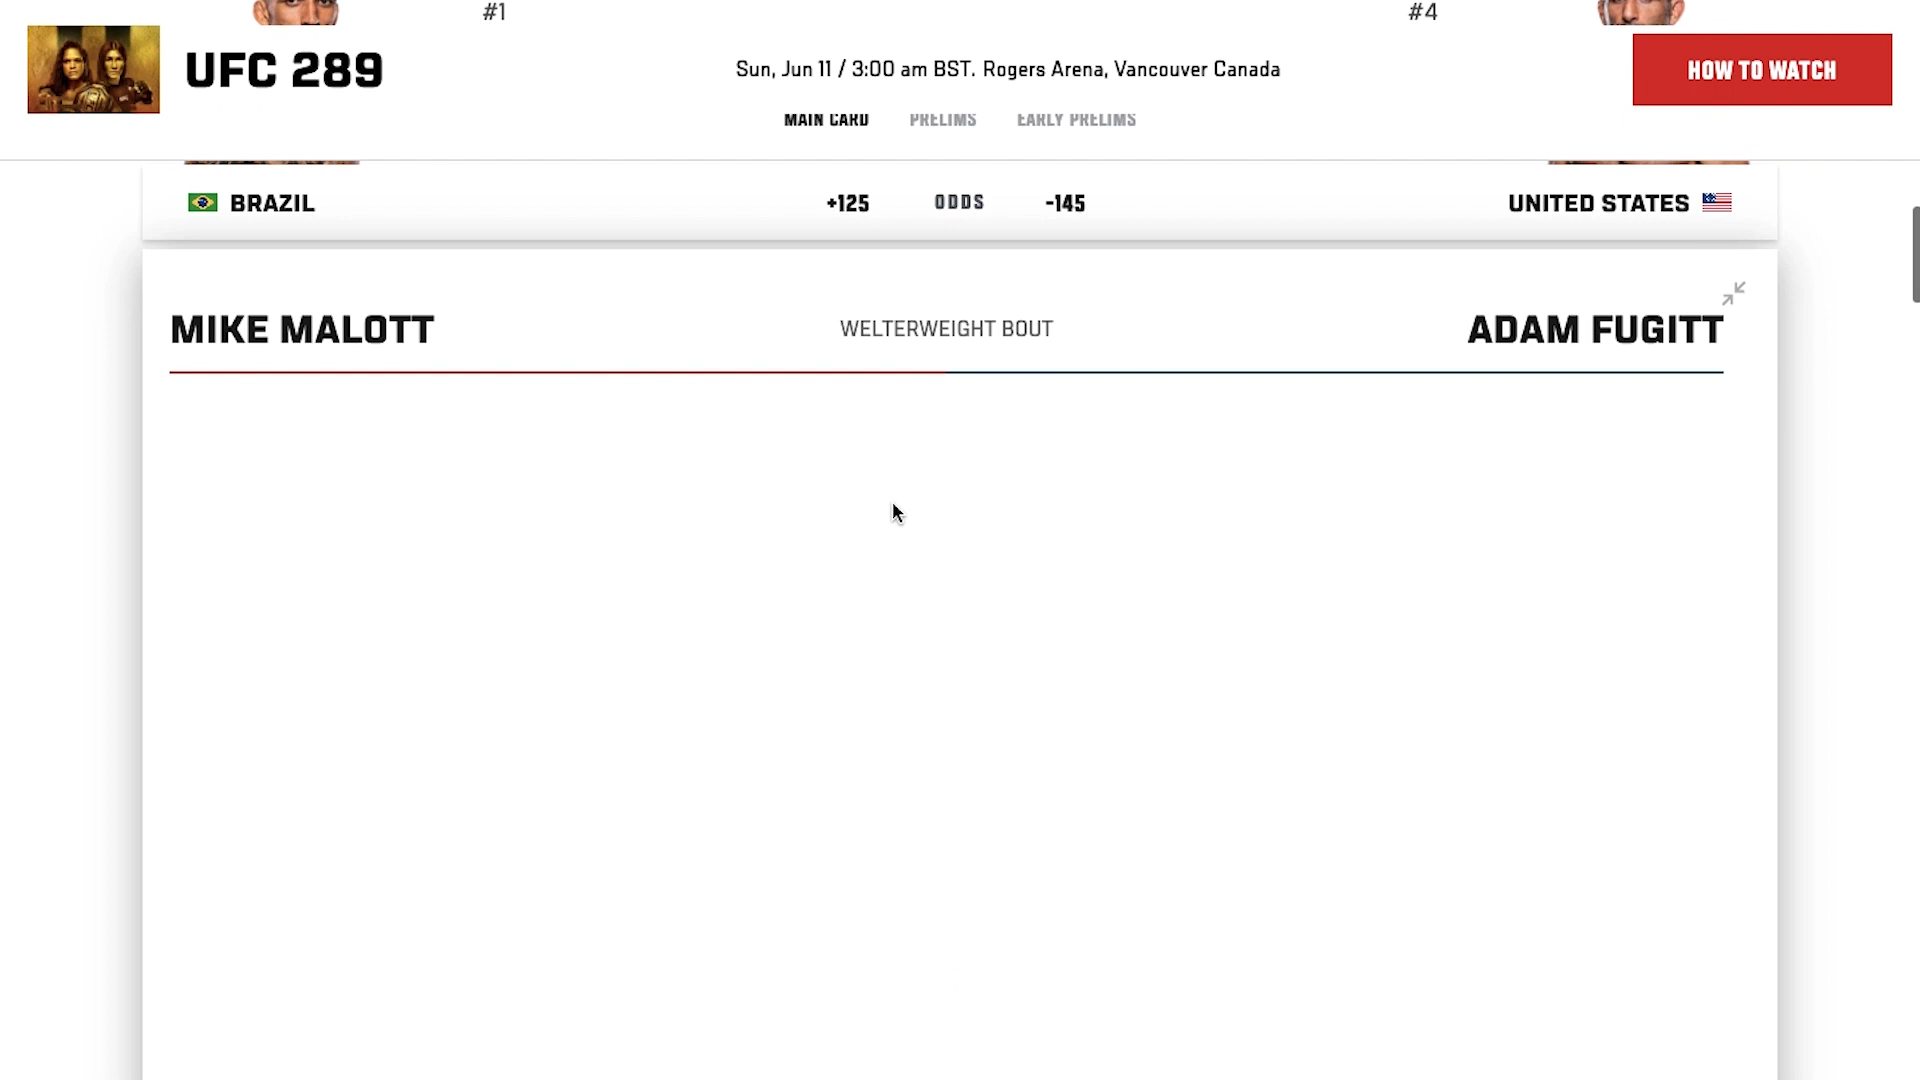 #1 #4
UFC 289
Sun, Jun 11 / 3:00 am BST. Rogers Arena, Vancouver Canada
HOW TO WATCH
MAIN CARD PRELIMS EARLY PRELIMS
BRAZIL +125 ODDS -145 UNITED STATES
MIKE MALOTT WELTERWEIGHT BOUT ADAM FUGITT